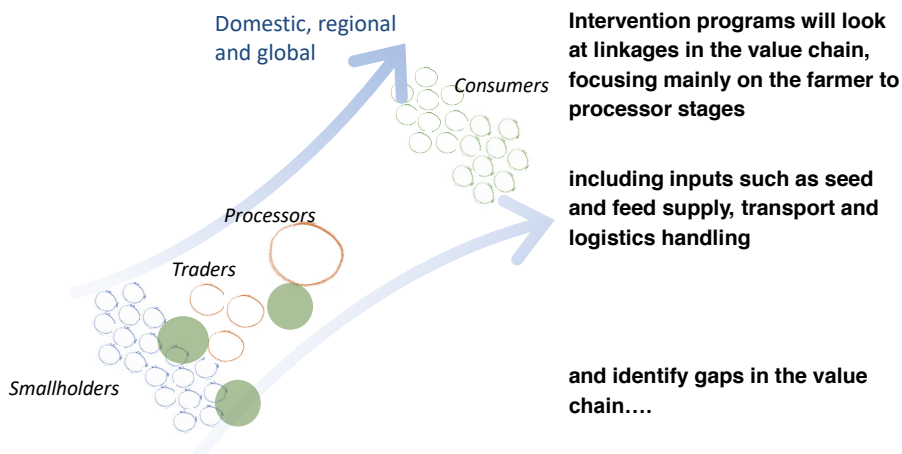 Domestic, regional
and global
Consumers
Processors
Traders
Smallholders
Intervention programs will look
at linkages in the value chain,
focusing mainly on the farmer to
processor stages
including inputs such as seed
and feed supply, transport and
logistics handling
and identify gaps in the value
chain….